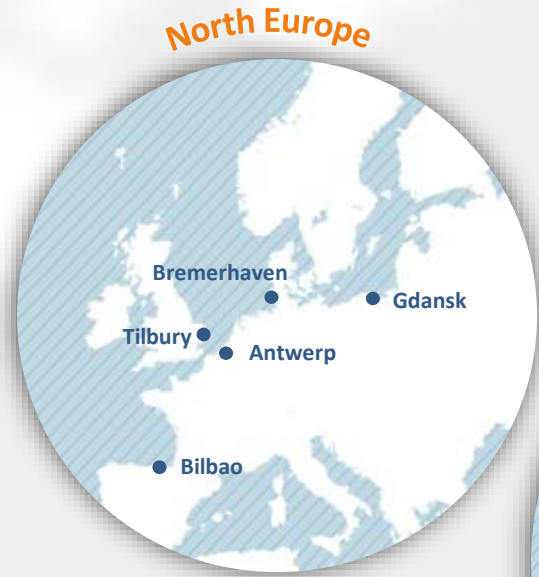 North Europe
Bremerhaven
Gdansk
Tilbury
Antwerp
Bilbao